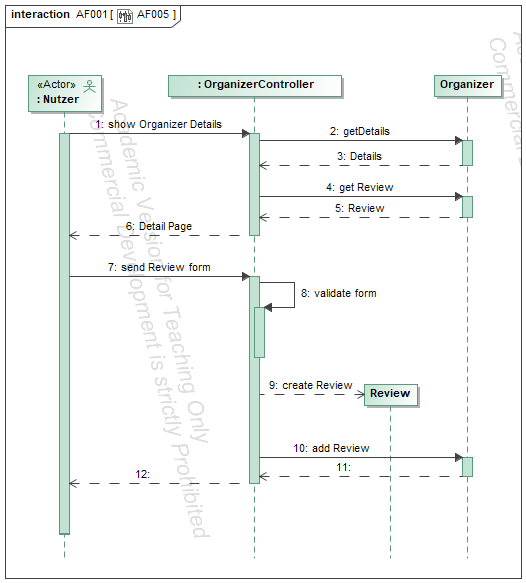 interaction AF001 [ AF005 ]
«Actor»
: Nutzer
: OrganizerController
Organizer
1: show Organizer Details
2: getDetails
3: Details
4: get Review
5: Review
6: Detail Page
7: send Review form
8: validate form
9: create Review
Review
10: add Review
11:
12:
Academic Version for Teaching Only
Commercial Development is strictly Prohibited
Ac
Commercial D